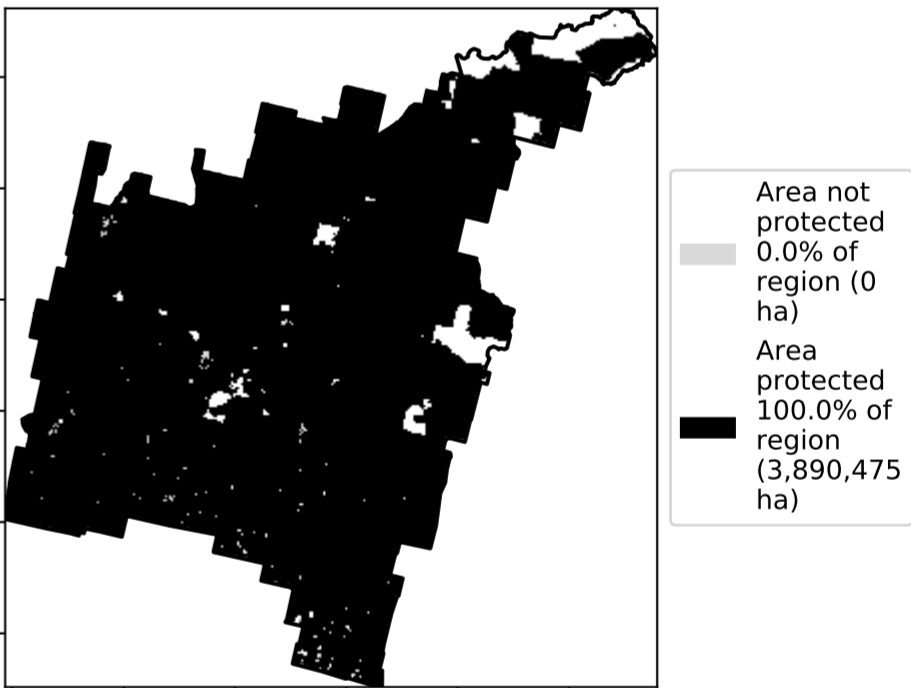 Area not
protected
0.0% of
region (0
ha)
Area
protected
100.0% of
region
(3,890,475
ha)